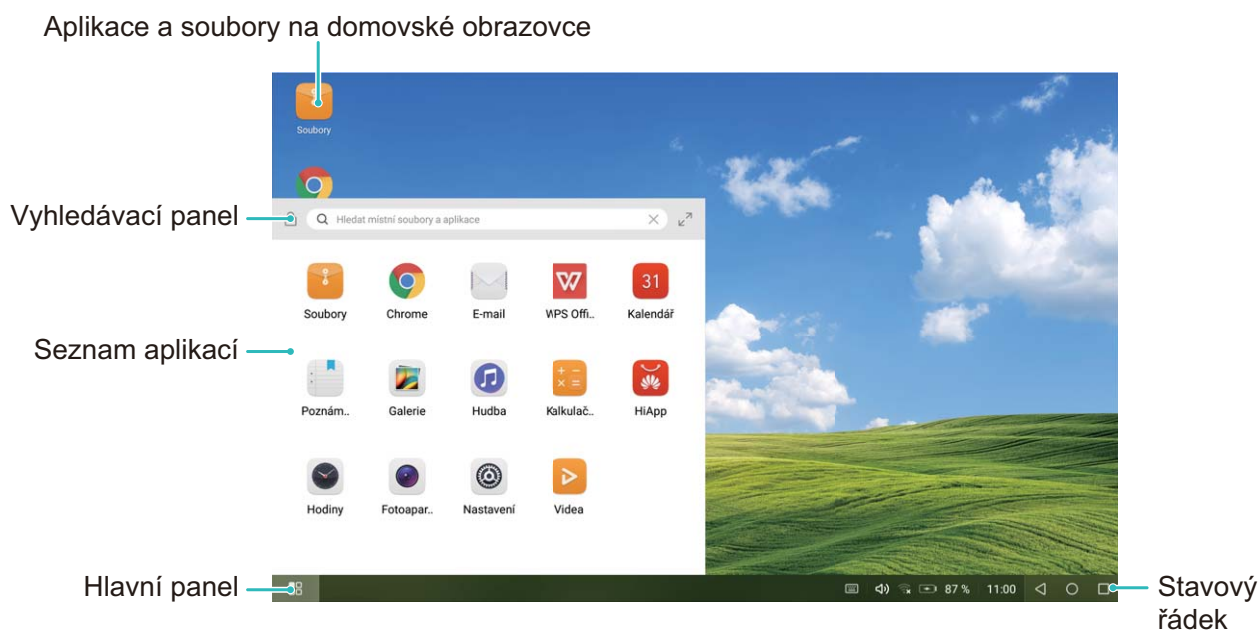 Aplikace a soubory na domovské obrazovce
Soubory
Vyhledávací panel
Hledat místní soubory a aplikace
31
Soubory
Chrome
E-mail
WPS Offi..
Kalendář
Seznam aplikací
Poznám..
Galerie
Hudba
Kalkulač..
HiApp
Hodiny
Fotoapar..
Nastavení
Videa
Hlavní panel
87 %
11:00
Stavový
řádek